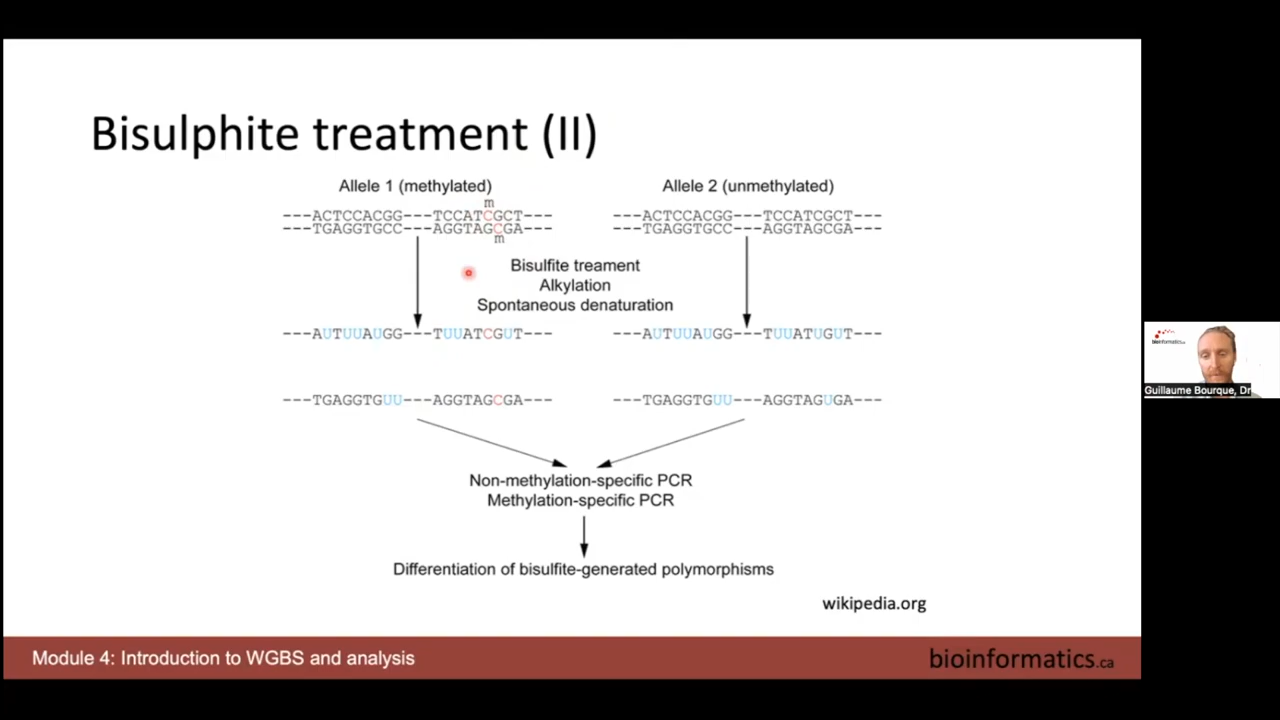 Bisulphite treatment (II)
Allele 1 (methylated)
m
---ACTCCACGG---TCCATCGCT---
---TGAGGTGCC---AGGTAGCGA---
m
Allele 2 (unmethylated)
---ACTCCACGG---TCCATCGCT---
---TGAGGTGCC---AGGTAGCGA---
Bisulfite treament
Alkylation
Spontaneous denaturation
---AUTUUAUGG---TUUATCGUT---
---AUTUUAUGG---TUUATUGUT---
---TGAGGTGUU---AGGTAGCGA---
---TGAGGTGUU---AGGTAGUGA---
Non-methylation-specific PCR
Methylation-specific PCR
Differentiation of bisulfite-generated polymorphisms
wikipedia.org
Module 4: Introduction to WGBS and analysis
bioinformatics.ca
bioinformatics.ca
Guillaume Bourque, Dr